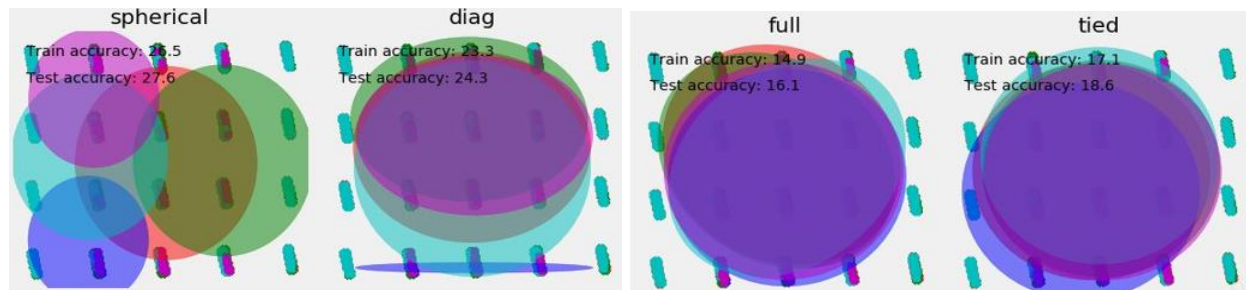 spherical
Train accuracy: 26.5
Test accuracy: 27.6
diag
Train accuracy: 23.3
Test accuracy: 24.3
full
Train accuracy: 14.9
Test accuracy: 16.1
tied
Train accuracy: 17.1
Test accuracy: 18.6